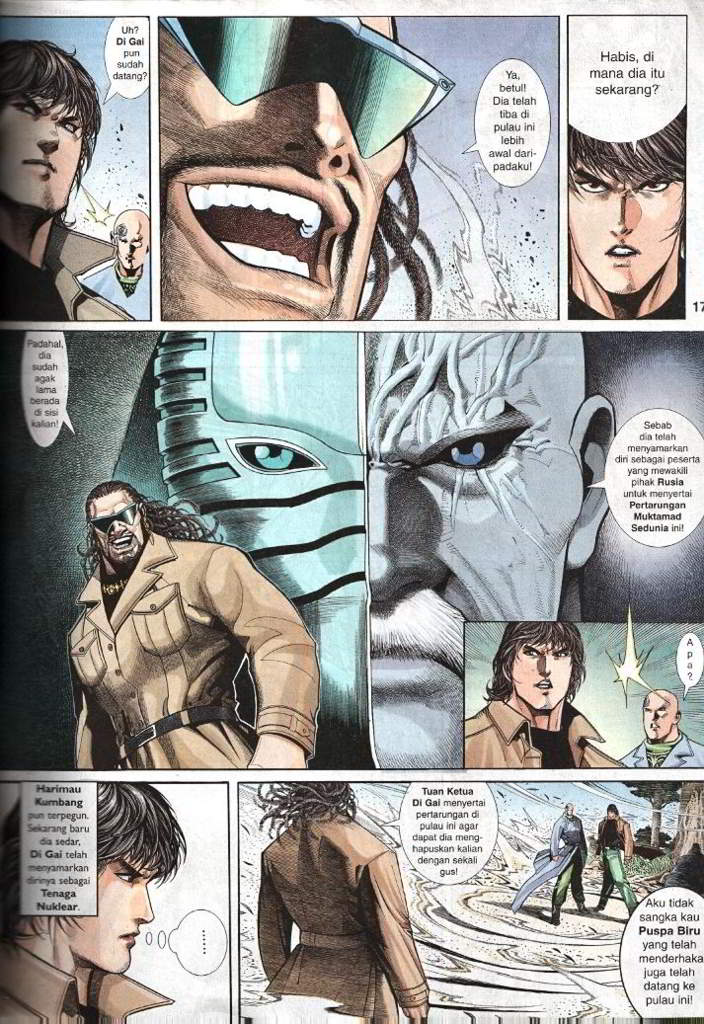 Uh?
Di Gai
pun
sudah
datang?
Ya,
betul!
Dia telah
tiba di
pulau ini
lebih
awal dari-
padaku!
Habis, di
mana dia itu
sekarang?
17
Padahal,
dia
sudah
agak
lama
berada
di sisi
kalian!
Sebab
dia telah
menyamarkan
diri sebagai peserta
yang mewakili
pihak Rusia
untuk menyertai
Pertarungan
Muktamad
Sedunia ini!
A
p
a
?
Harimau
Kumbang
pun terpegun.
Sekarang baru
dia sedar,
Di Gai telah
menyamarkan
dirinya sebagai
Tenaga
Nuklear.
......
Tuan Ketua
Di Gai menyertai
pertarungan di
pulau ini agar
dapat dia meng-
hapuskan kalian
dengan sekali
gus!
Aku tidak
sangka kau
Puspa Biru
yang telah
menderhaka
juga telah
datang ke
pulau ini!